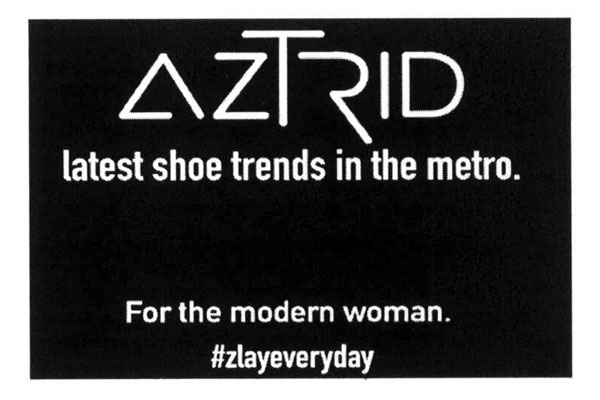 AZTRID
latest shoe trends in the metro.
For the modern woman.
#zlayeveryday